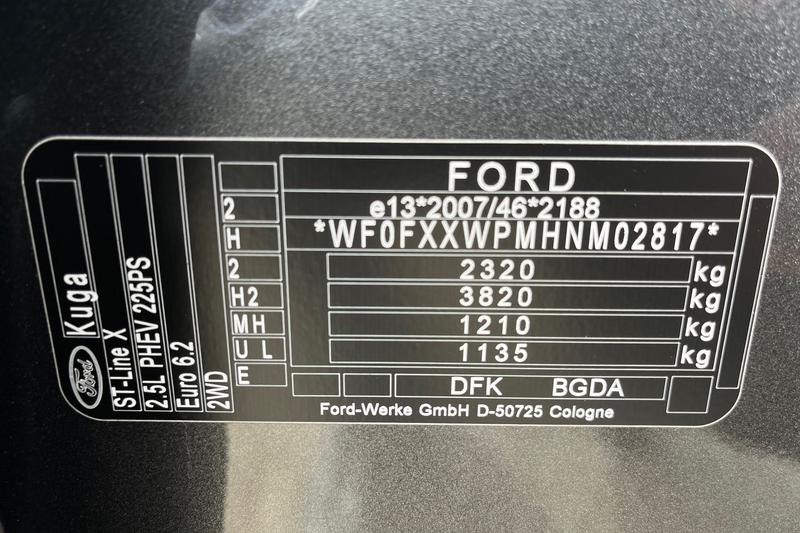 FORD
e13*2007/46*2188
*WF0FXXWPMHNM02817*
2320 kg
3820 kg
1210 kg
1135 kg
DFK BGDA
Ford-Werke GmbH D-50725 Cologne
2
H
2
H2
MH
U L
E
Ford Kuga
ST-Line X
2.5L PHEV 225PS
Euro 6.2
2WD